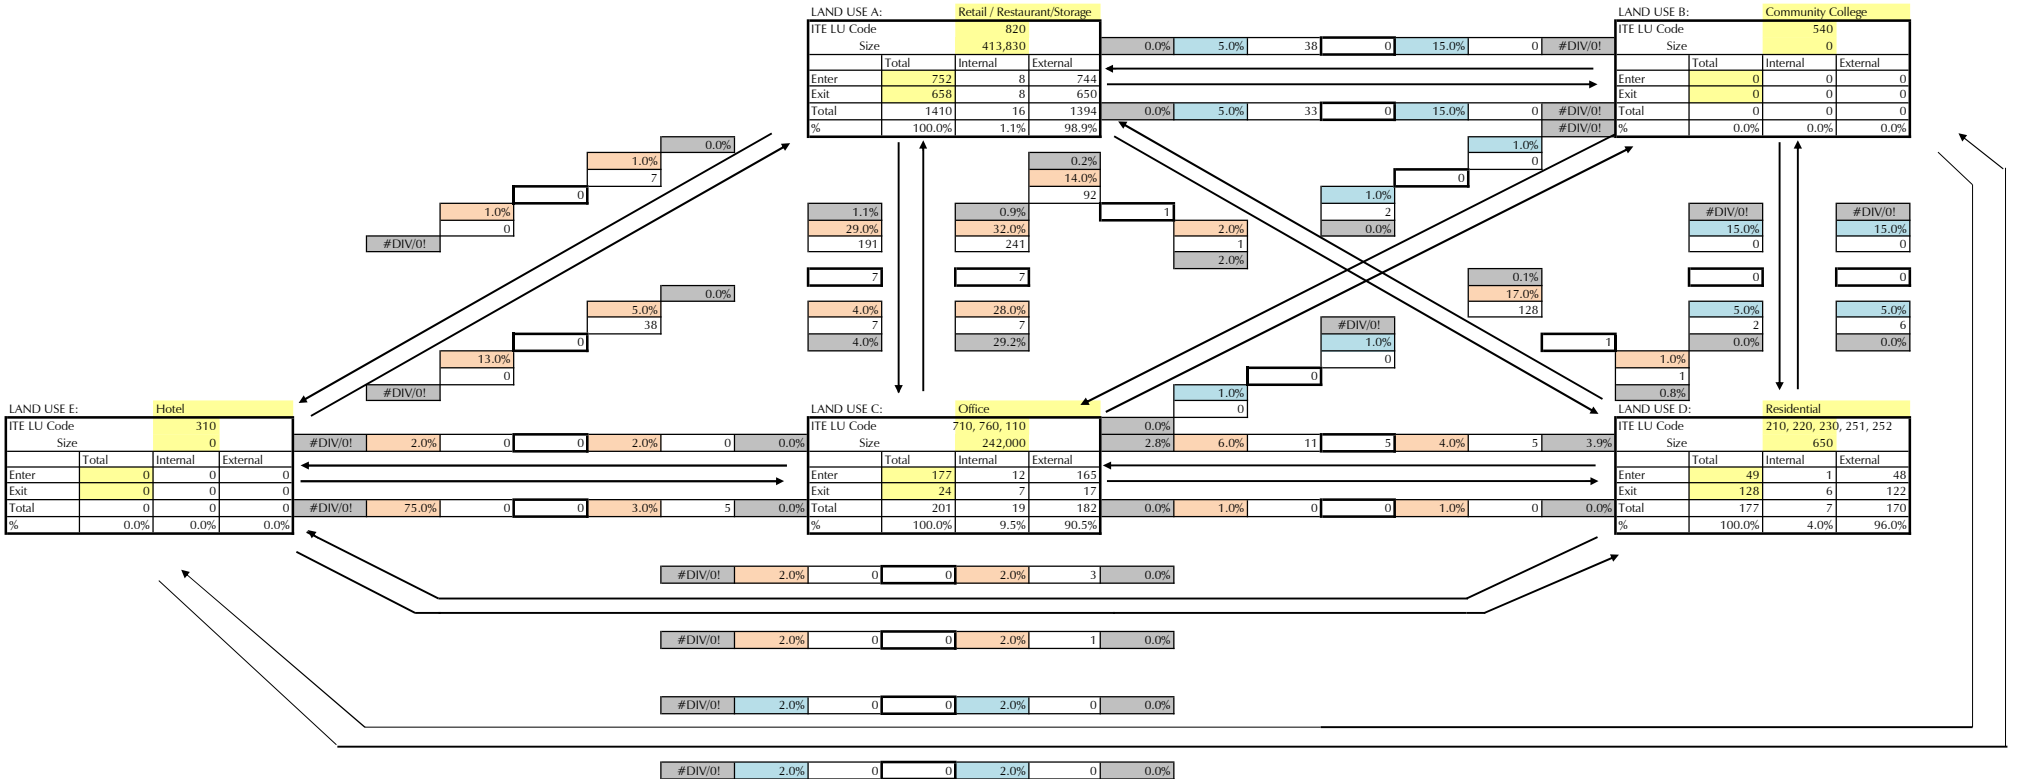 LAND USE A: Retail / Restaurant/Storage LAND USE B: Community College
ITE LU Code 820 ITE LU Code 540
Size 413,830 0.0% 5.0% 38 0 15.0% 0 #DIV/0! Size 0
Total Internal External Total Internal External
Enter 752 8 744 Enter 0 0 0
Exit 658 8 650 Exit 0 0 0
Total 1410 16 1394 0.0% 5.0% 33 0 15.0% 0 #DIV/0! Total 0 0 0
% 100.0% 1.1% 98.9% #DIV/0! % 0.0% 0.0% 0.0%
0.0% 1.0%
1.0% 0.2% 0
7 14.0% 0
0 92 1.0%
1.0% 1.1% 0.9% 1 2 #DIV/0! #DIV/0!
0 29.0% 32.0% 2.0% 0.0% 15.0% 15.0%
#DIV/0! 191 241 1 0 0
2.0%
7 7 0.1% 0 0
0.0% 17.0%
5.0% 4.0% 28.0% 128 5.0% 5.0%
38 7 7 #DIV/0! 2 6
0 4.0% 29.2% 1.0% 1 0.0% 0.0%
13.0% 0 1.0%
0 0 1
#DIV/0! 1.0% 0.8%
LAND USE E: Hotel LAND USE C: Office 0 LAND USE D: Residential
ITE LU Code 310 ITE LU Code 710, 760, 110 0.0% ITE LU Code 210, 220, 230, 251, 252
Size 0 #DIV/0! 2.0% 0 0 2.0% 0 0.0% Size 242,000 2.8% 6.0% 11 5 4.0% 5 3.9% Size 650
Total Internal External Total Internal External Total Internal External
Enter 0 0 0 Enter 177 12 165 Enter 49 1 48
Exit 0 0 0 Exit 24 7 17 Exit 128 6 122
Total 0 0 0 #DIV/0! 75.0% 0 0 3.0% 5 0.0% Total 201 19 182 0.0% 1.0% 0 0 1.0% 0 0.0% Total 177 7 170
% 0.0% 0.0% 0.0% % 100.0% 9.5% 90.5% % 100.0% 4.0% 96.0%
#DIV/0! 2.0% 0 0 2.0% 3 0.0%
#DIV/0! 2.0% 0 0 2.0% 1 0.0%
#DIV/0! 2.0% 0 0 2.0% 0 0.0%
#DIV/0! 2.0% 0 0 2.0% 0 0.0%